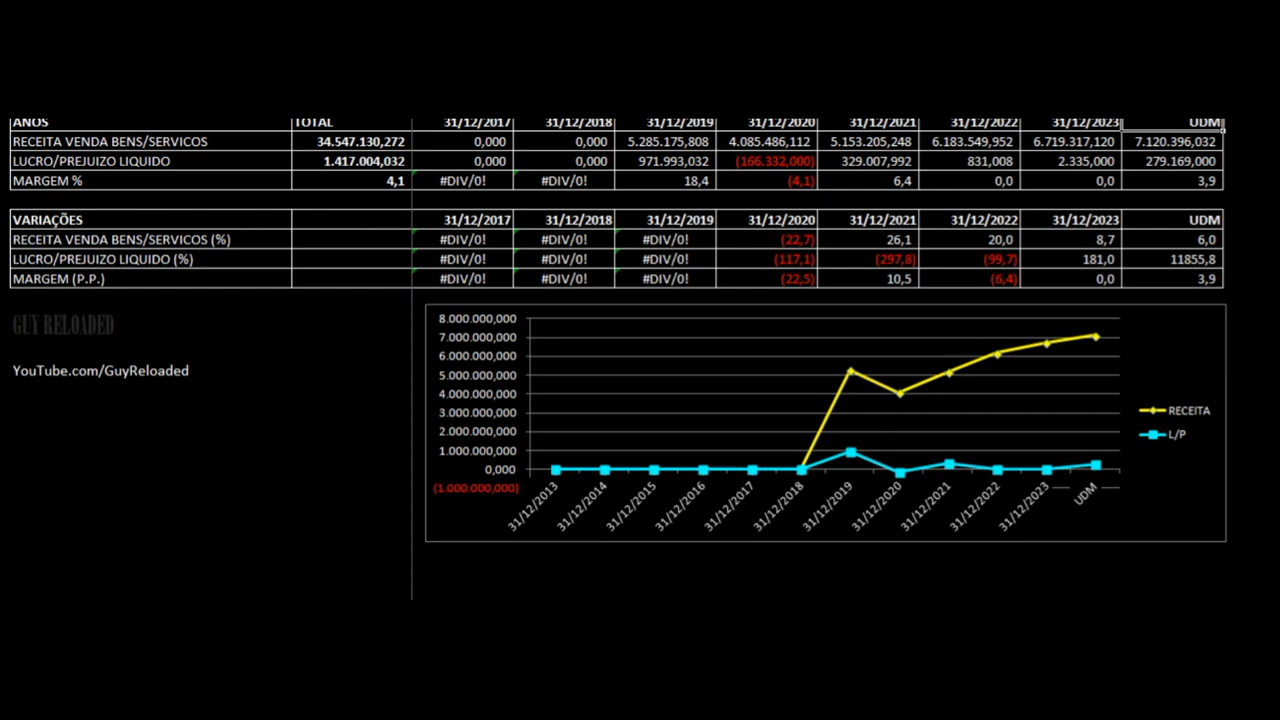 ANOS TOTAL 31/12/2017 31/12/2018 31/12/2019 31/12/2020 31/12/2021 31/12/2022 31/12/2023 UDM
RECEITA VENDA BENS/SERVICOS 34.547.130,272 0,000 0,000 5.285.175,808 4.085.486,112 5.153.205,248 6.183.549,952 6.719.317,120 7.120.396,032
LUCRO/PREJUIZO LIQUIDO 1.417.004,032 0,000 0,000 971.993,032 (166.332,000) 329.007,992 831,008 2.335,000 279.169,000
MARGEM % 4,1 #DIV/0! #DIV/0! 18,4 (4,1) 6,4 0,0 0,0 3,9
VARIAÇÕES 31/12/2017 31/12/2018 31/12/2019 31/12/2020 31/12/2021 31/12/2022 31/12/2023 UDM
RECEITA VENDA BENS/SERVICOS (%) #DIV/0! #DIV/0! #DIV/0! (22,7) 26,1 20,0 8,7 6,0
LUCRO/PREJUIZO LIQUIDO (%) #DIV/0! #DIV/0! #DIV/0! (117,1) (297,8) (99,7) 181,0 11855,8
MARGEM (P.P.) #DIV/0! #DIV/0! #DIV/0! (22,5) 10,5 (6,4) 0,0 3,9
GUY RELOADED
YouTube.com/GuyReloaded
8.000.000,000
7.000.000,000
6.000.000,000
5.000.000,000
4.000.000,000
3.000.000,000
2.000.000,000
1.000.000,000
0,000
(1.000.000,000)
31/12/2013 31/12/2014 31/12/2015 31/12/2016 31/12/2017 31/12/2018 31/12/2019 31/12/2020 31/12/2021 31/12/2022 31/12/2023 UDM
RECEITA
L/P